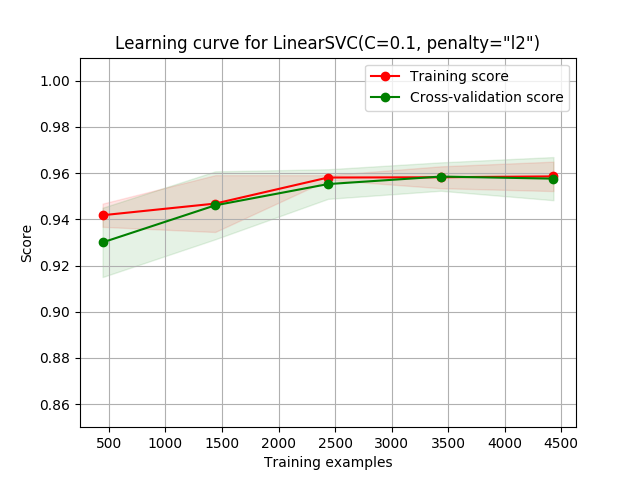 Learning curve for LinearSVC(C=0.1, penalty="l2")
Training score
Cross-validation score
1.00
0.98
0.96
0.94
0.92
0.90
0.88
0.86
Score
500 1000 1500 2000 2500 3000 3500 4000 4500
Training examples